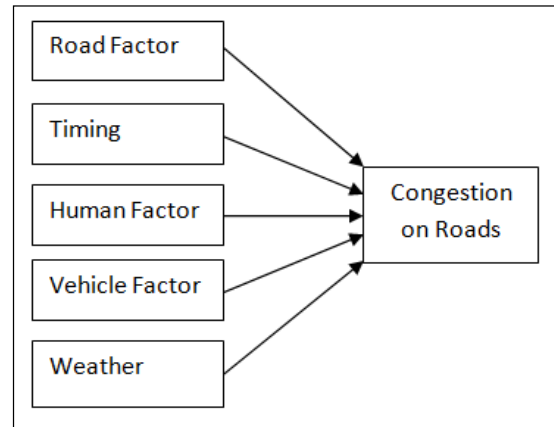 Road Factor
Timing
Human Factor
Vehicle Factor
Weather
Congestion
on Roads